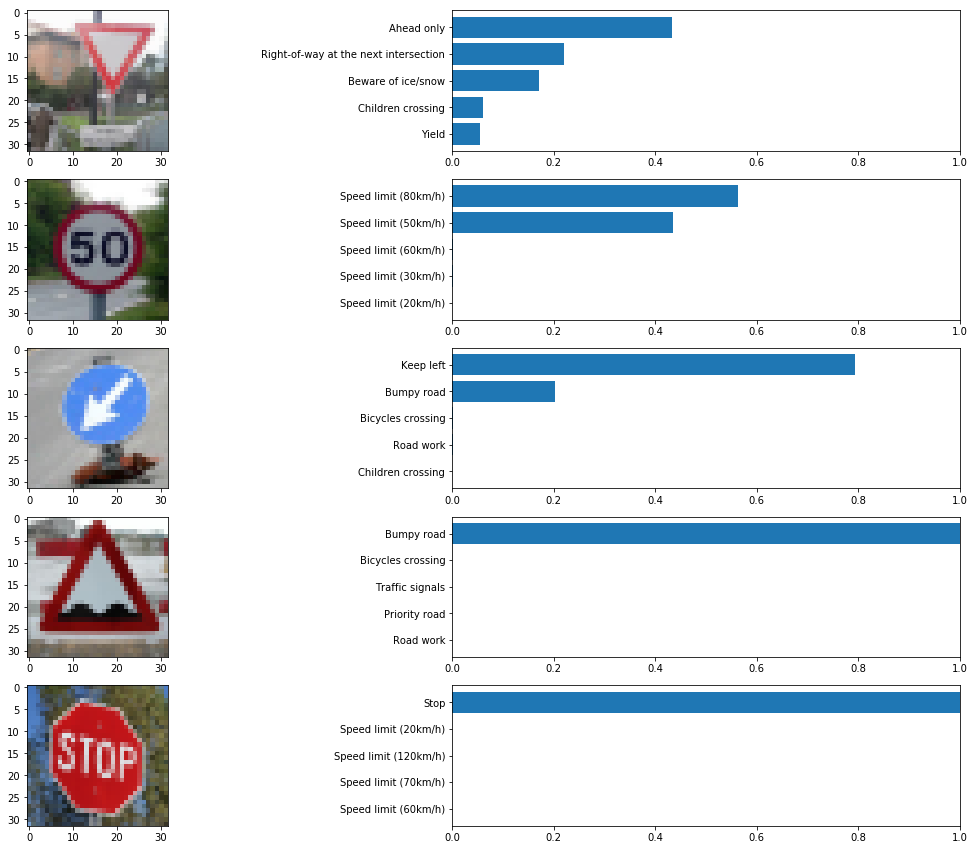 0
5
10
15
20
25
30
0 10 20 30
Ahead only
Right-of-way at the next intersection
Beware of ice/snow
Children crossing
Yield
0.0 0.2 0.4 0.6 0.8 1.0
0
5
10
15
20
25
30
0 10 20 30
50
Speed limit (80km/h)
Speed limit (50km/h)
Speed limit (60km/h)
Speed limit (30km/h)
Speed limit (20km/h)
0.0 0.2 0.4 0.6 0.8 1.0
0
5
10
15
20
25
30
0 10 20 30
Keep left
Bumpy road
Bicycles crossing
Road work
Children crossing
0.0 0.2 0.4 0.6 0.8 1.0
0
5
10
15
20
25
30
0 10 20 30
Bumpy road
Bicycles crossing
Traffic signals
Priority road
Road work
0.0 0.2 0.4 0.6 0.8 1.0
0
5
10
15
20
25
30
0 10 20 30
STOP
Stop
Speed limit (20km/h)
Speed limit (120km/h)
Speed limit (70km/h)
Speed limit (60km/h)
0.0 0.2 0.4 0.6 0.8 1.0